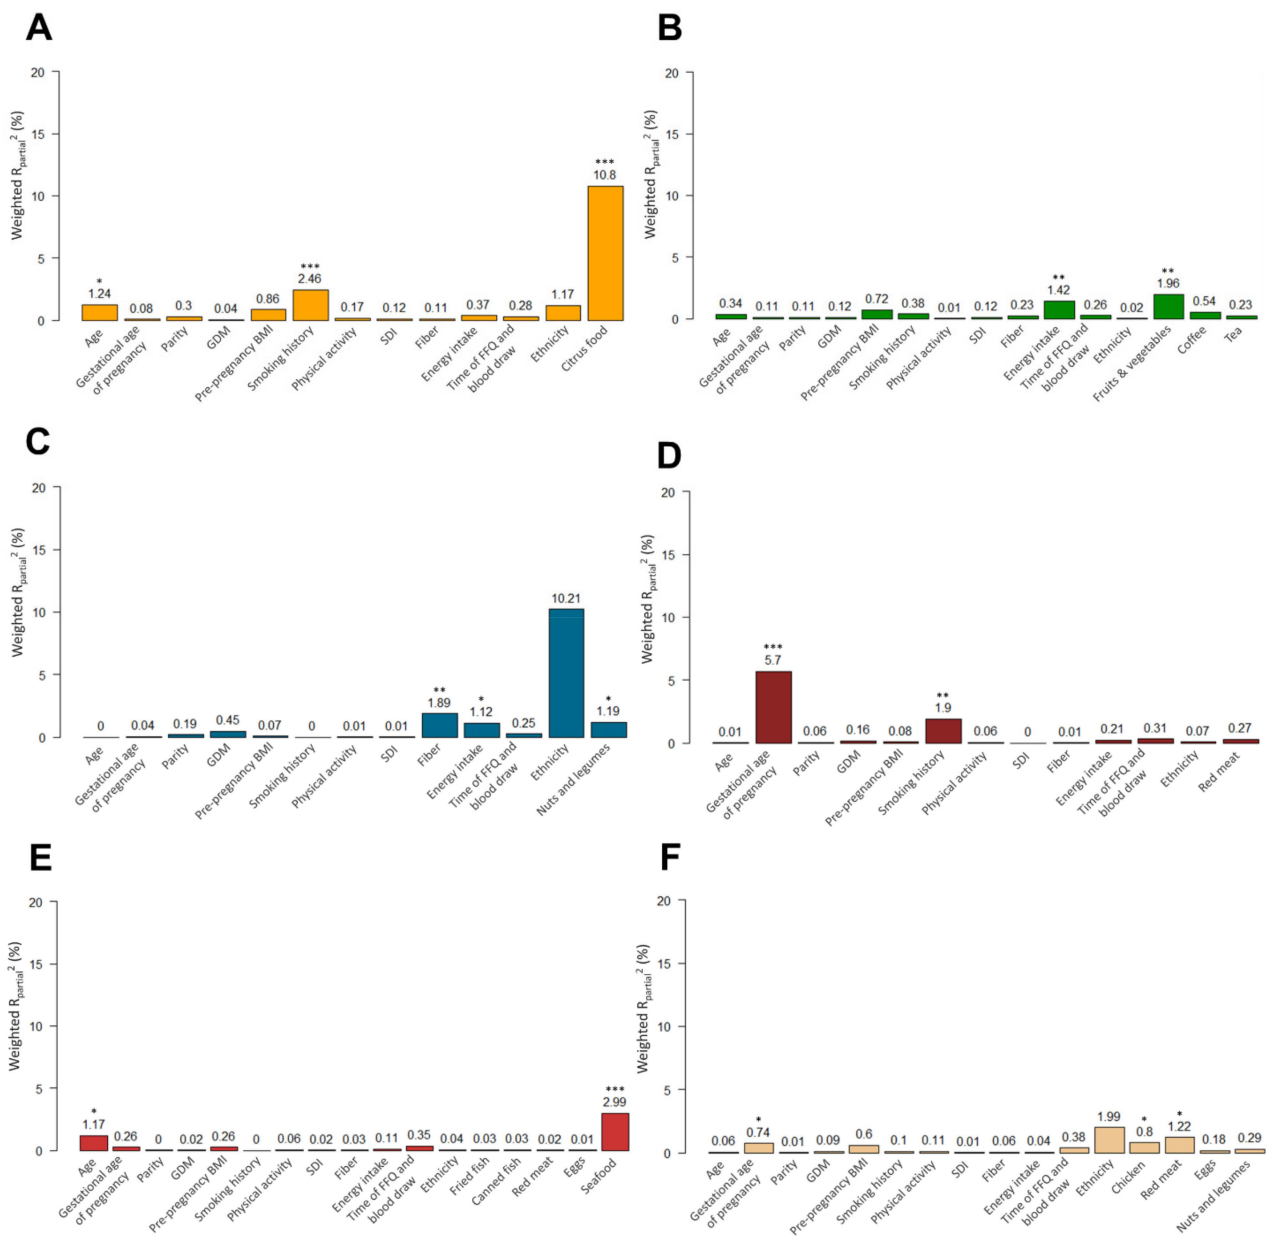 A
Weighted Rpartial2 (%)
20
15
10
5
0
*
1.24
0.08
0.3
0.04
0.86
***
2.46
0.17
0.12
0.11
0.37
0.28
1.17
***
10.8
Age
Gestational age
of pregnancy
Parity
GDM
Pre-pregnancy BMI
Smoking history
Physical activity
SDI
Fiber
Energy intake
Time of FFQ and
blood draw
Ethnicity
Citrus food
B
Weighted Rpartial2 (%)
20
15
10
5
0
0.34
0.11
0.11
0.12
0.72
0.38
0.01
0.12
0.23
**
1.42
0.26
0.02
**
1.96
0.54
0.23
Age
Gestational age
of pregnancy
Parity
GDM
Pre-pregnancy BMI
Smoking history
Physical activity
SDI
Fiber
Energy intake
Time of FFQ and
blood draw
Ethnicity
Fruits & vegetables
Coffee
Tea
C
Weighted Rpartial2 (%)
20
15
10
5
0
0
0.04
0.19
0.45
0.07
0
0.01
0.01
**
1.89
*
1.12
0.25
10.21
*
1.19
Age
Gestational age
of pregnancy
Parity
GDM
Pre-pregnancy BMI
Smoking history
Physical activity
SDI
Fiber
Energy intake
Time of FFQ and
blood draw
Ethnicity
Nuts and legumes
D
Weighted Rpartial2 (%)
20
15
10
5
0
0.01
***
5.7
0.06
0.16
0.08
**
1.9
0.06
0
0.01
0.21
0.31
0.07
0.27
Age
Gestational age
of pregnancy
Parity
GDM
Pre-pregnancy BMI
Smoking history
Physical activity
SDI
Fiber
Energy intake
Time of FFQ and
blood draw
Ethnicity
Red meat
E
Weighted Rpartial2 (%)
20
15
10
5
0
*
1.17
0.26
0
0.02
0.26
0
0.06
0.02
0.03
0.11
0.35
0.04
0.03
0.03
0.02
0.01
***
2.99
Age
Gestational age
of pregnancy
Parity
GDM
Pre-pregnancy BMI
Smoking history
Physical activity
SDI
Fiber
Energy intake
Time of FFQ and
blood draw
Ethnicity
Fried fish
Canned fish
Red meat
Eggs
Seafood
F
Weighted Rpartial2 (%)
20
15
10
5
0
0.06
*
0.74
0.01
0.09
0.6
0.1
0.11
0.01
0.06
0.04
0.38
1.99
*
0.8
*
1.22
0.18
0.29
Age
Gestational age
of pregnancy
Parity
GDM
Pre-pregnancy BMI
Smoking history
Physical activity
SDI
Fiber
Energy intake
Time of FFQ and
blood draw
Ethnicity
Chicken
Red meat
Eggs
Nuts and legumes